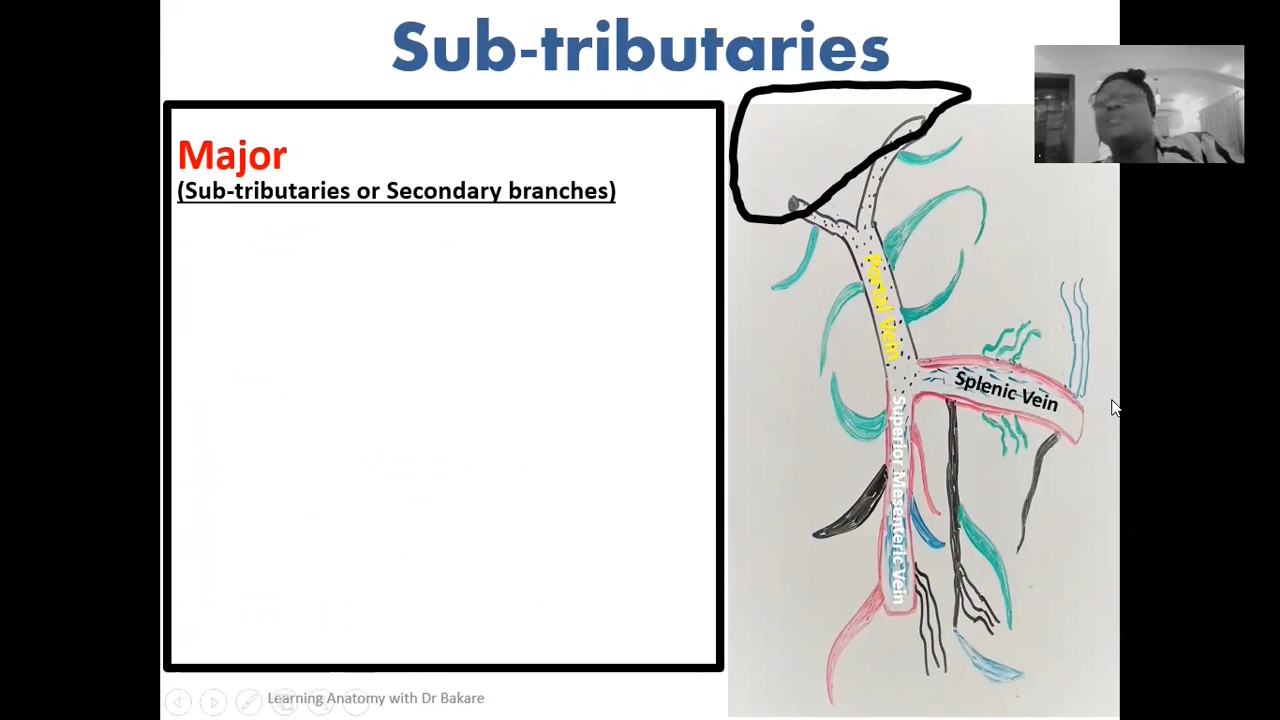 Sub-tributaries
Major
(Sub-tributaries or Secondary branches)
Portal Vein
Splenic Vein
Superior Mesenteric Vein
Learning Anatomy with Dr Bakare